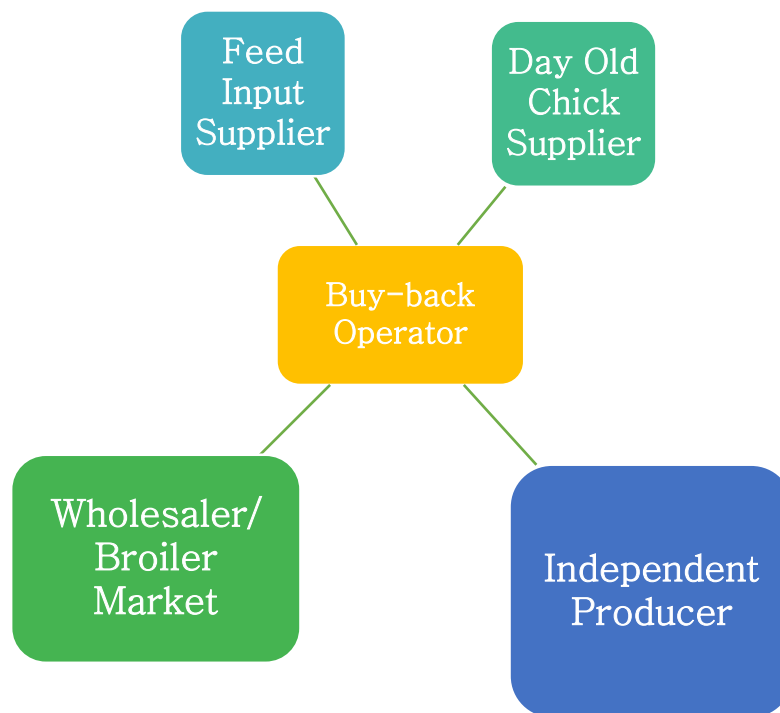 Feed
Input
Supplier
Day Old
Chick
Supplier
Buy-back
Operator
Wholesaler/
Broiler
Market
Independent
Producer